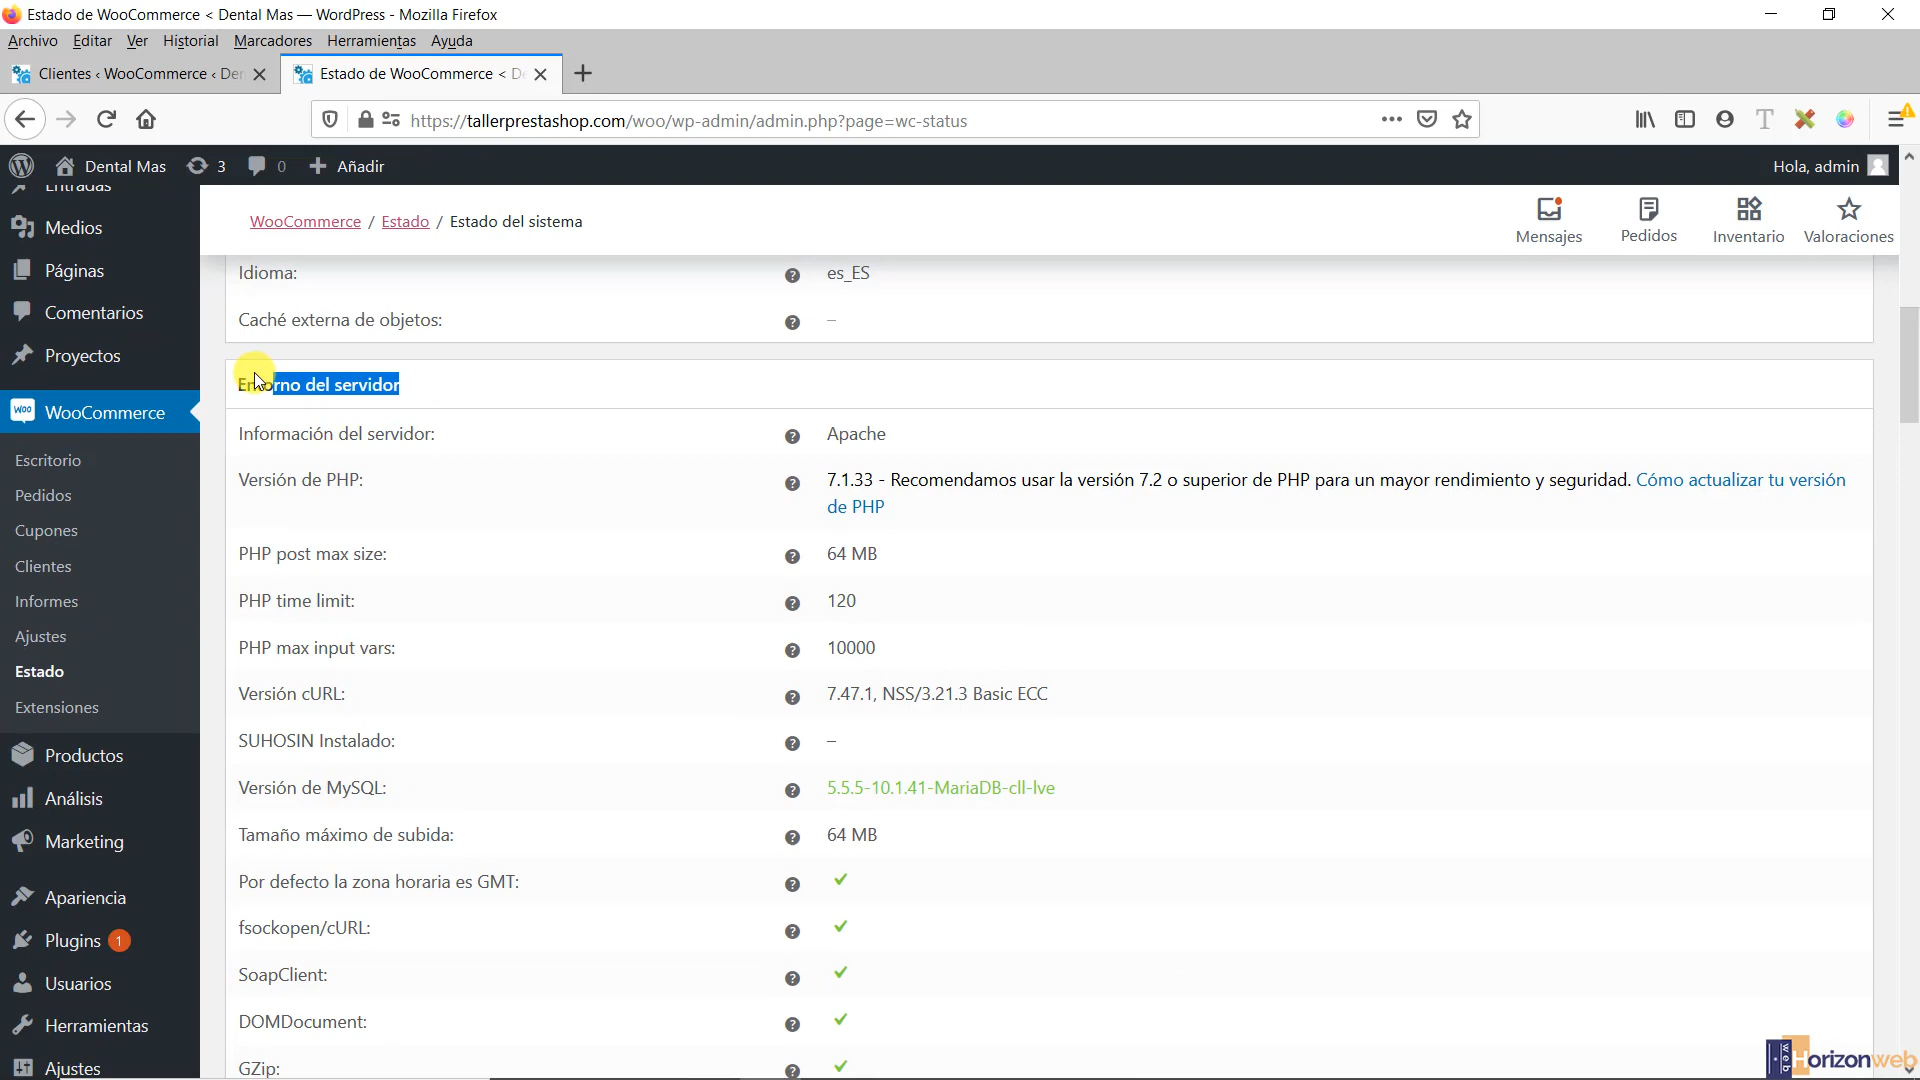 Estado de WooCommerce < Dental Mas — WordPress - Mozilla Firefox
Archivo Editar Ver Historial Marcadores Herramientas Ayuda
Clientes ‹ WooCommerce ‹ Der
Estado de WooCommerce < De
https://tallerprestashop.com/woo/wp-admin/admin.php?page=wc-status
Dental Mas 3 0 Añadir
Hola, admin
Entradas
Medios
Páginas
Comentarios
Proyectos
WooCommerce
Escritorio
Pedidos
Cupones
Clientes
Informes
Ajustes
Estado
Extensiones
Productos
Análisis
Marketing
Apariencia
Plugins 1
Usuarios
Herramientas
Ajustes
WooCommerce / Estado / Estado del sistema
Mensajes
Pedidos
Inventario
Valoraciones
Idioma: es_ES
Caché externa de objetos: –
Entorno del servidor
Información del servidor: Apache
Versión de PHP: 7.1.33 - Recomendamos usar la versión 7.2 o superior de PHP para un mayor rendimiento y seguridad. Cómo actualizar tu versión
de PHP
PHP post max size: 64 MB
PHP time limit: 120
PHP max input vars: 10000
Versión cURL: 7.47.1, NSS/3.21.3 Basic ECC
SUHOSIN Instalado: –
Versión de MySQL: 5.5.5-10.1.41-MariaDB-cll-lve
Tamaño máximo de subida: 64 MB
Por defecto la zona horaria es GMT: ✔
fsockopen/cURL: ✔
SoapClient: ✔
DOMDocument: ✔
GZip: ✔
web Horizonweb